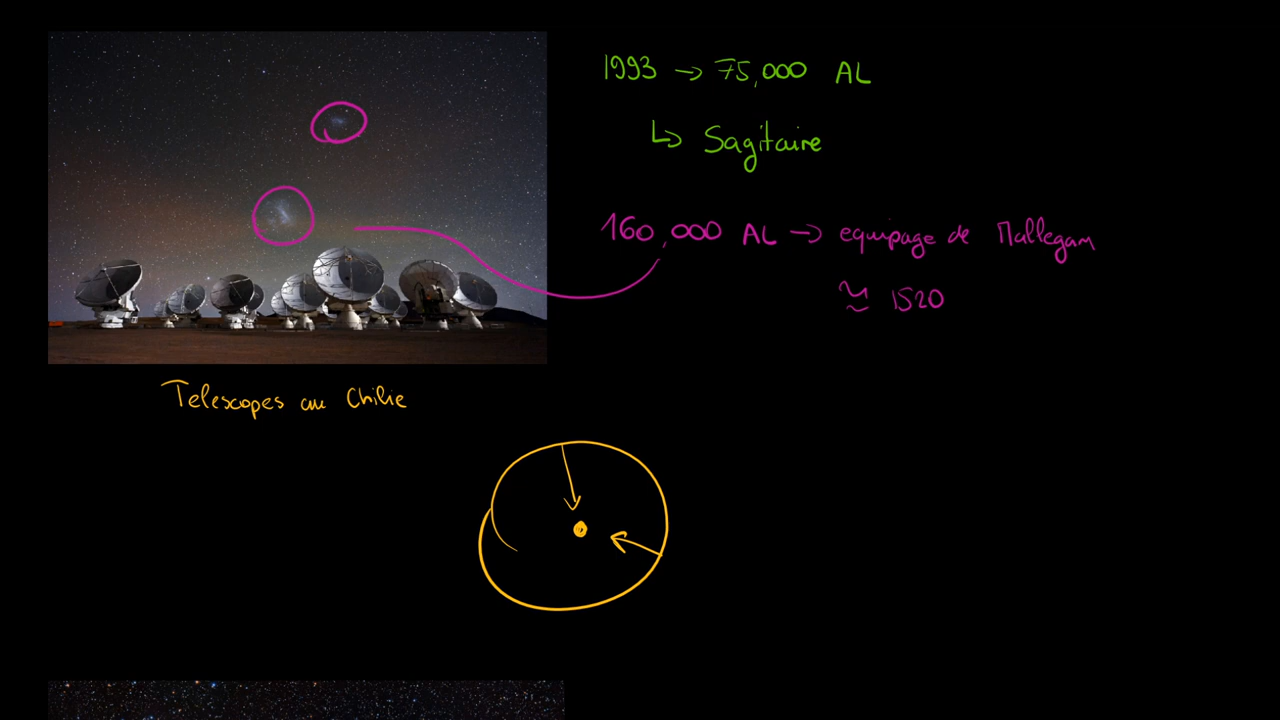 1993 → 75,000 AL
↳ Sagitaire
160,000 AL → equipage de Mallegam
≃ 1520
Telescopes au Chilie